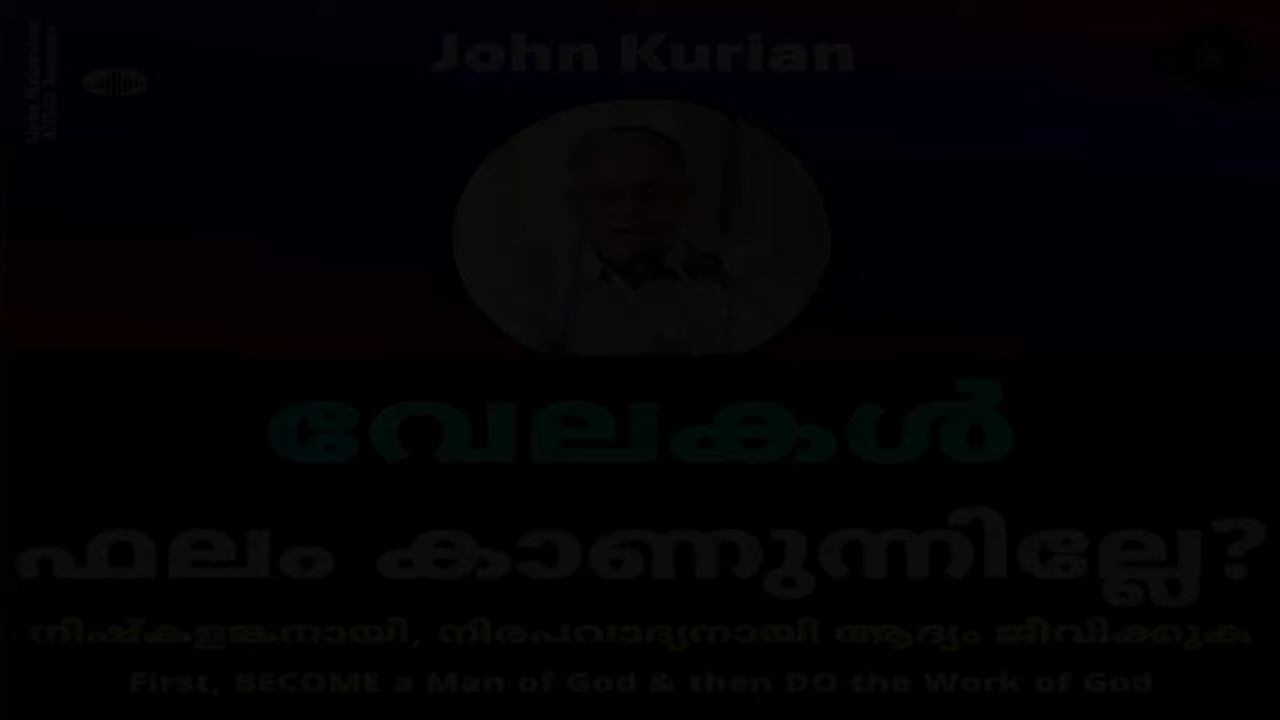 John Kurian
വേലകൾ
ഫലം കാണുന്നില്ലേ?
നിഷ്കളങ്കനായി, നിരപവാദ്യനായി ആദ്യം ജീവിക്കുക
First, BECOME a Man of God & then DO the Work of God